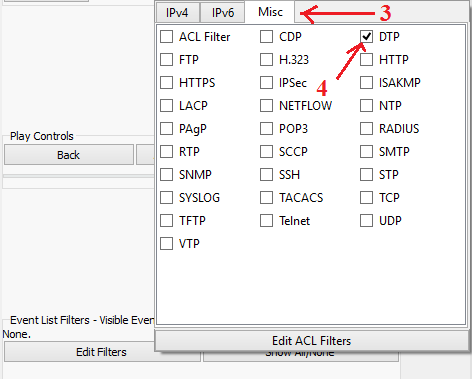 IPv4 IPv6 Misc 3
ACL Filter CDP DTP
FTP H.323 HTTP
HTTPS IPSec ISAKMP
4
LACP NETFLOW NTP
PAgP POP3 RADIUS
RTP SCCP SMTP
SNMP SSH STP
SYSLOG TACACS TCP
TFTP Telnet UDP
VTP
Play Controls
Back
Event List Filters - Visible Eve
None.
Edit ACL Filters
Edit Filters Show All/None